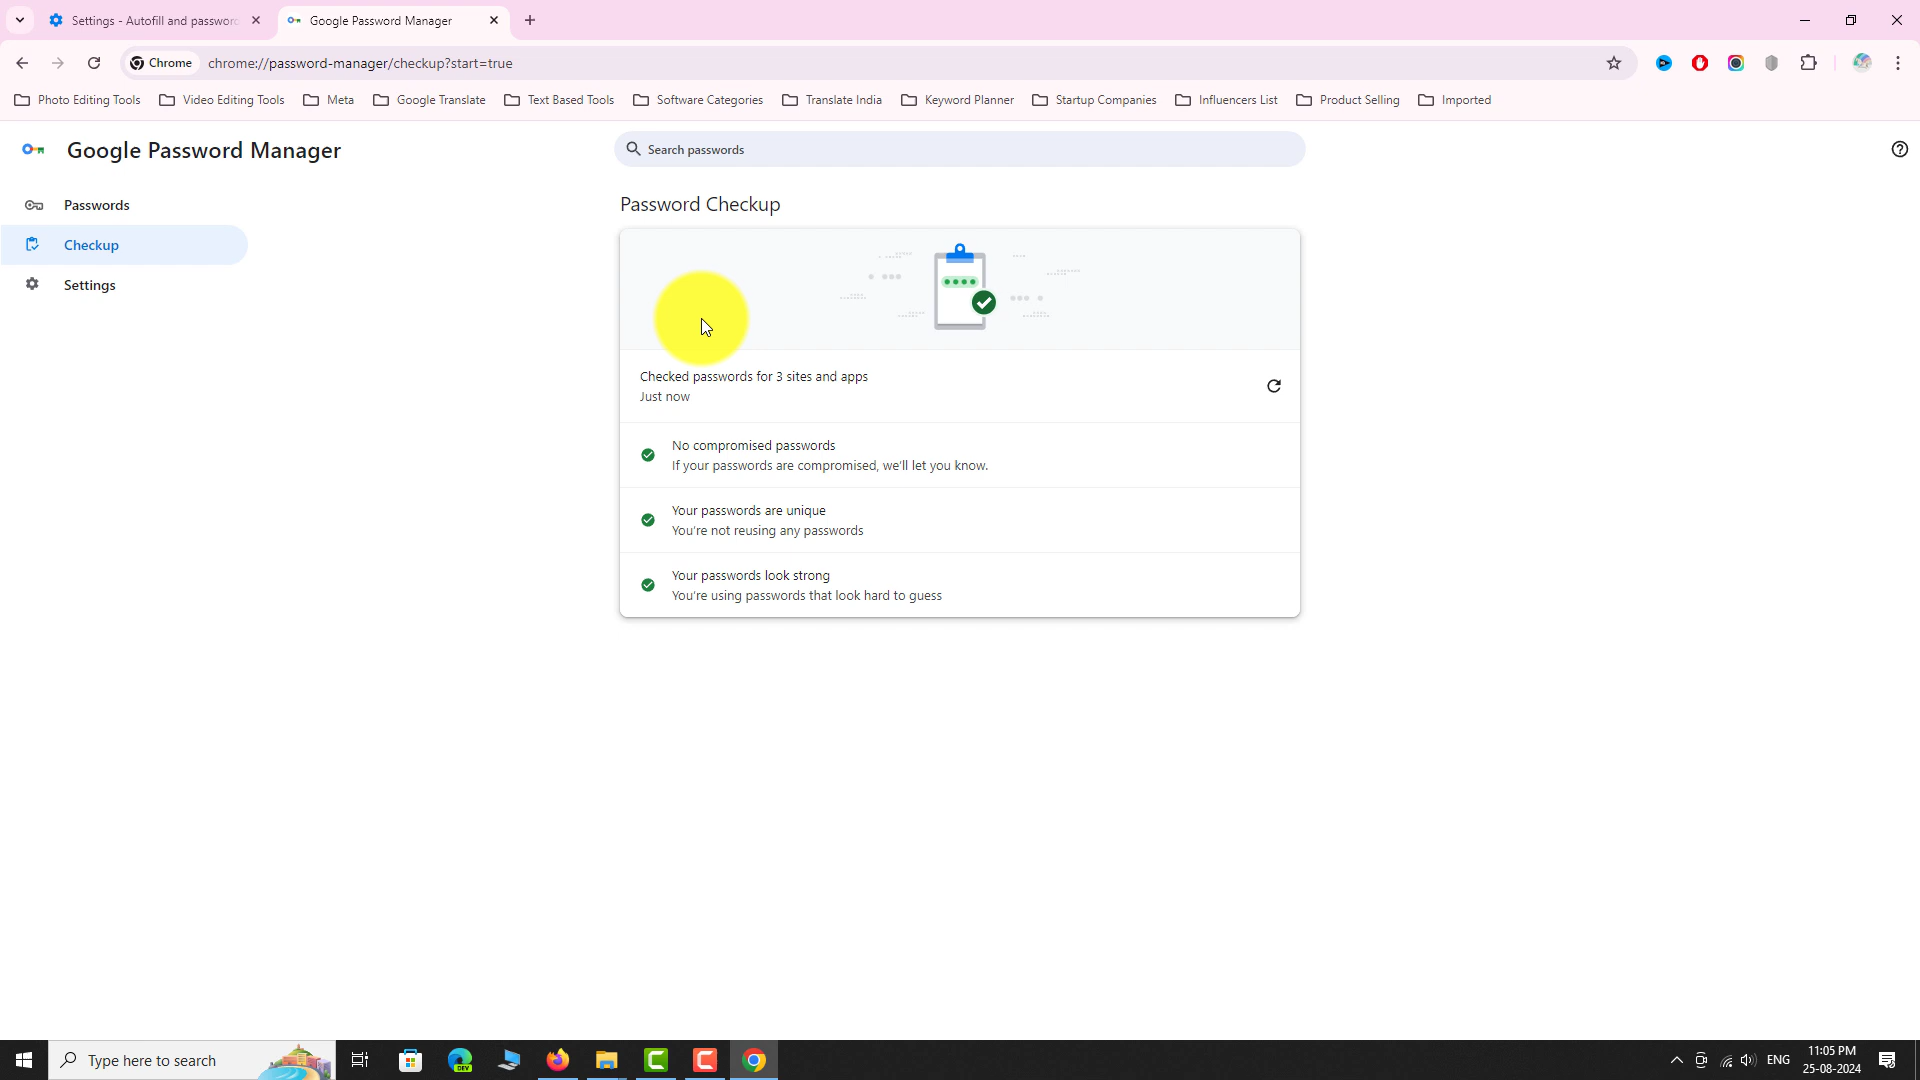 Settings - Autofill and passwor
Google Password Manager
Chrome
chrome://password-manager/checkup?start=true
Photo Editing Tools
Video Editing Tools
Meta
Google Translate
Text Based Tools
Software Categories
Translate India
Keyword Planner
Startup Companies
Influencers List
Product Selling
Imported
Google Password Manager
Search passwords
Passwords
Checkup
Settings
Password Checkup
Checked passwords for 3 sites and apps
Just now
No compromised passwords
If your passwords are compromised, we'll let you know.
Your passwords are unique
You're not reusing any passwords
Your passwords look strong
You're using passwords that look hard to guess
Type here to search
DEV
ENG
11:05 PM
25-08-2024